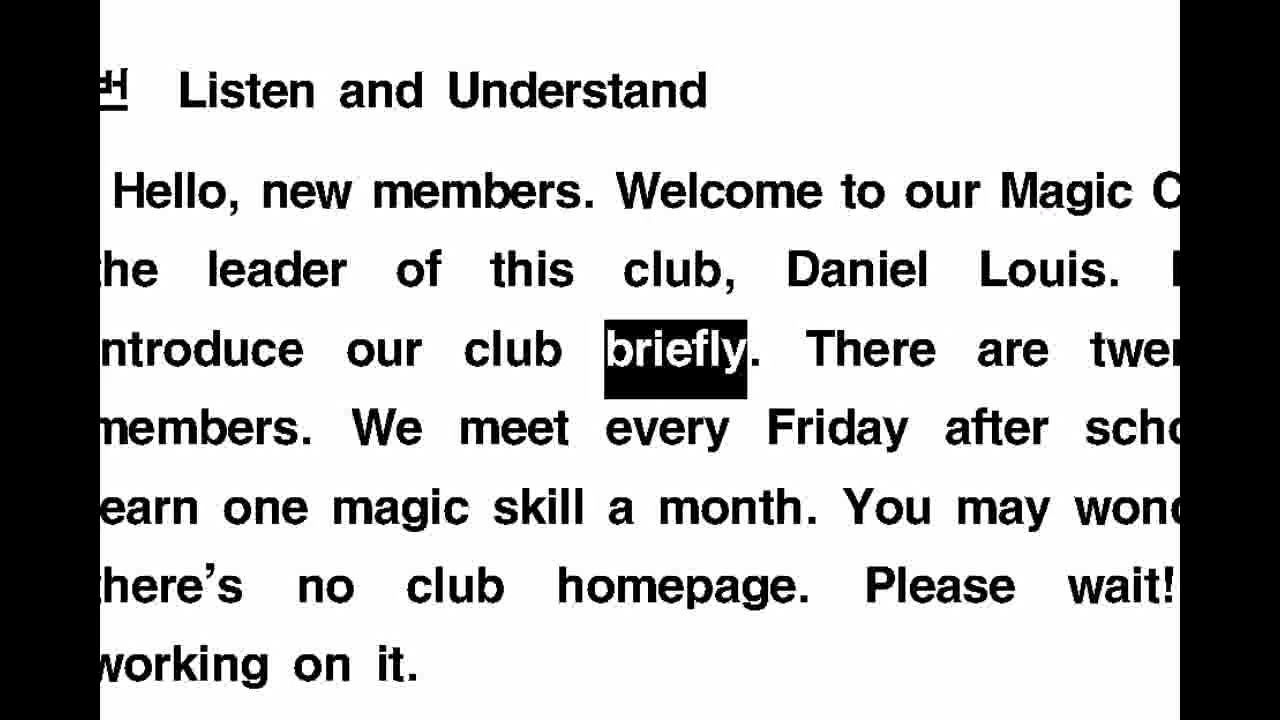 번 Listen and Understand
Hello, new members. Welcome to our Magic
the leader of this club, Daniel Louis.
introduce our club briefly. There are
members. We meet every Friday after
learn one magic skill a month. You may
there's no club homepage. Please wait!
working on it.